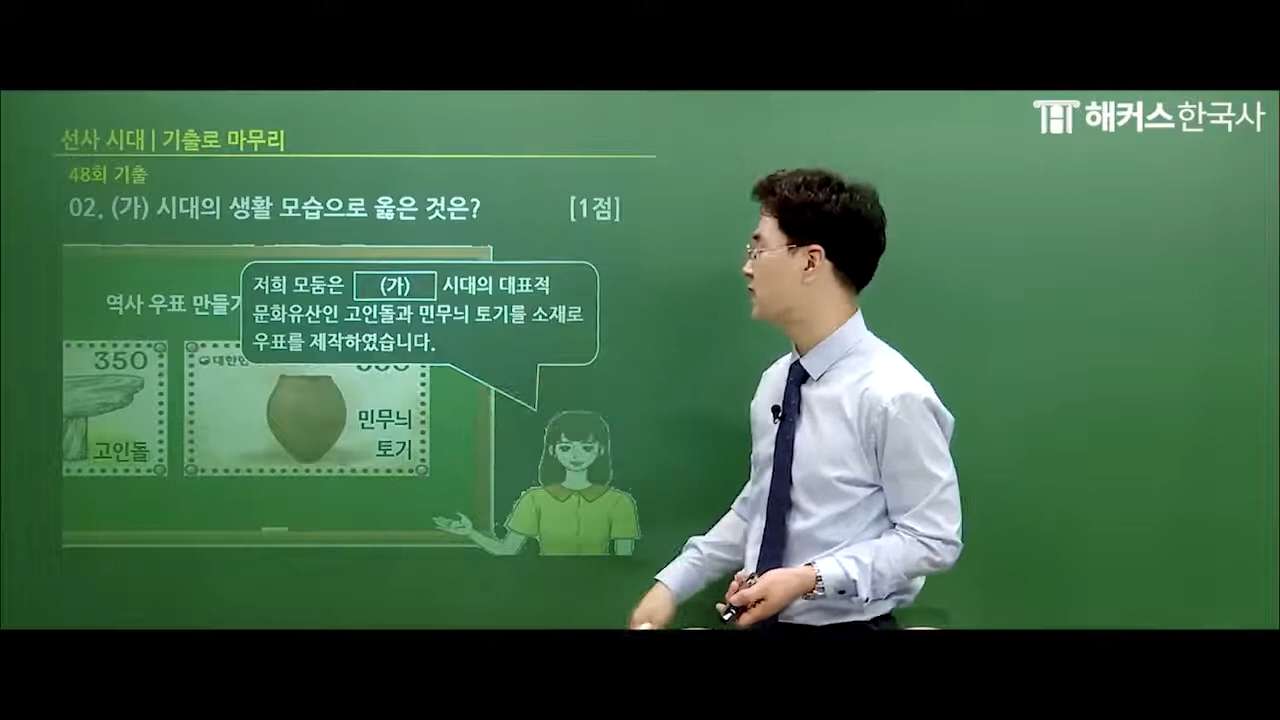 해커스한국사
선사 시대 | 기출로 마무리
48회 기출
02. (가) 시대의 생활 모습으로 옳은 것은? [1점]
저희 모둠은 (가) 시대의 대표적
문화유산인 고인돌과 민무늬 토기를 소재로
우표를 제작하였습니다.
역사 우표 만들기
350
고인돌
대한민
민무늬
토기